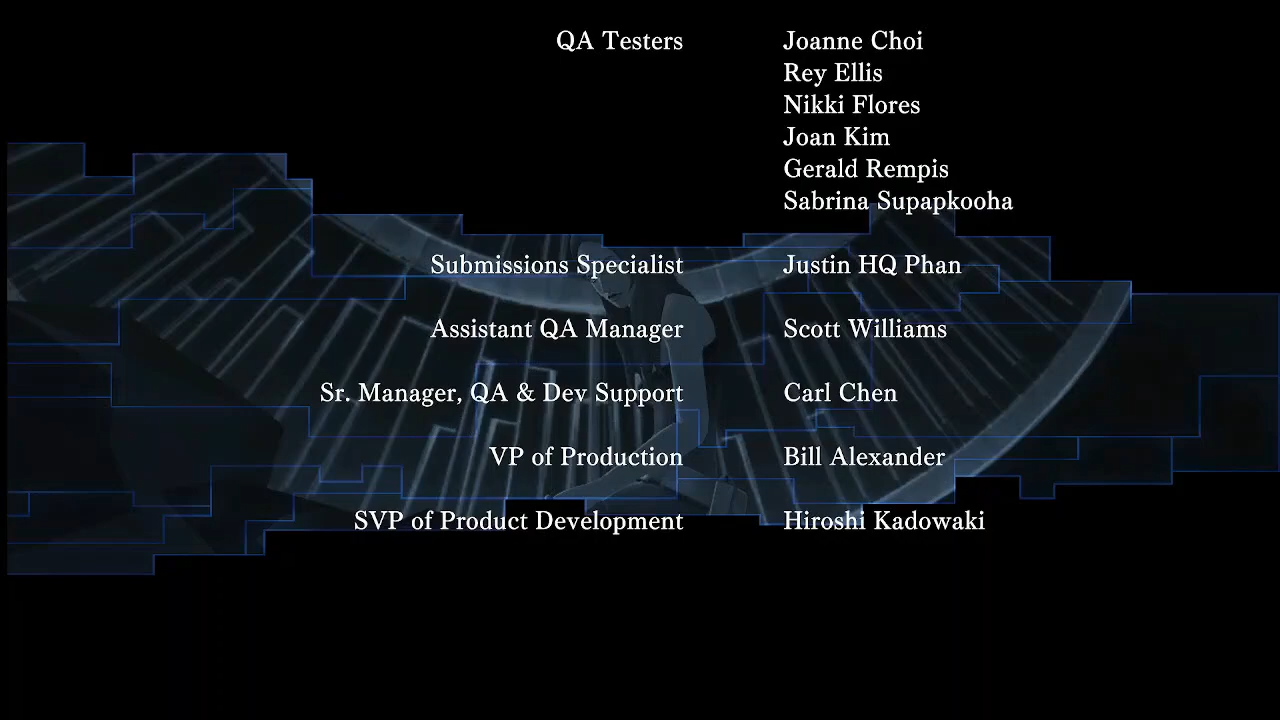 QA Testers Joanne Choi
Rey Ellis
Nikki Flores
Joan Kim
Gerald Rempis
Sabrina Supapkooha
Submissions Specialist Justin HQ Phan
Assistant QA Manager Scott Williams
Sr. Manager, QA & Dev Support Carl Chen
VP of Production Bill Alexander
SVP of Product Development Hiroshi Kadowaki